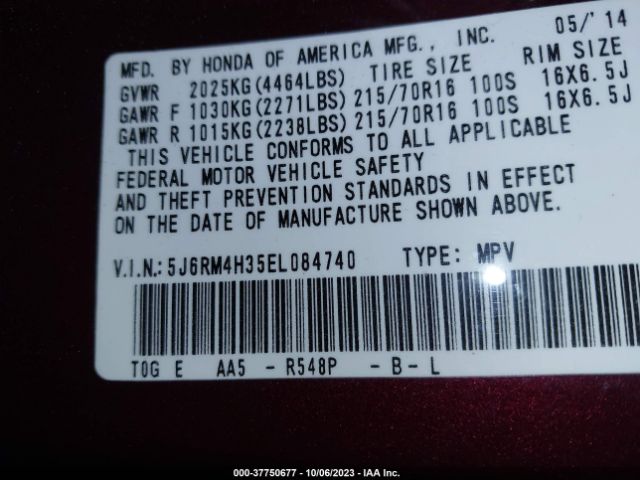 MFD. BY HONDA OF AMERICA MFG., INC. 05/'14
GVWR 2025KG(4464LBS) TIRE SIZE RIM SIZE
GAWR F 1030KG(2271LBS) 215/70R16 100S 16X6.5J
GAWR R 1015KG(2238LBS) 215/70R16 100S 16X6.5J
THIS VEHICLE CONFORMS TO ALL APPLICABLE
FEDERAL MOTOR VEHICLE SAFETY
AND THEFT PREVENTION STANDARDS IN EFFECT
ON THE DATE OF MANUFACTURE SHOWN ABOVE.
V.I.N.: 5J6RM4H35EL084740 TYPE: MPV
T0G E AA5 - R548P - B - L
000-37750677 - 10/06/2023 - IAA Inc.